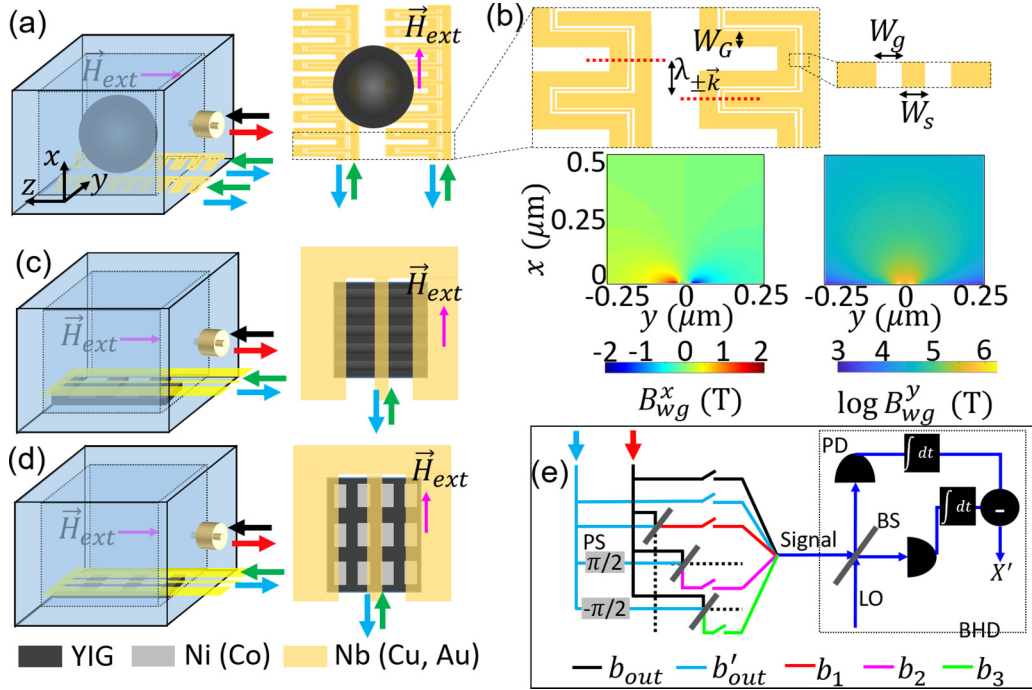 (a)
H⃗ext
x
y
z
H⃗ext
(b)
WG
λ±k⃗
Wg
Ws
0.5
0.25
0
x (μm)
-0.25 0 0.25
y (μm)
-2 -1 0 1 2
Bˣwg (T)
-0.25 0 0.25
y (μm)
3 4 5 6
log Bʸwg (T)
(c)
H⃗ext
H⃗ext
(d)
H⃗ext
H⃗ext
YIG Ni (Co) Nb (Cu, Au)
(e)
PS
π/2
-π/2
Signal
PD
∫ dt
∫ dt
-
BS
X′
LO
BHD
bout b′out b1 b2 b3